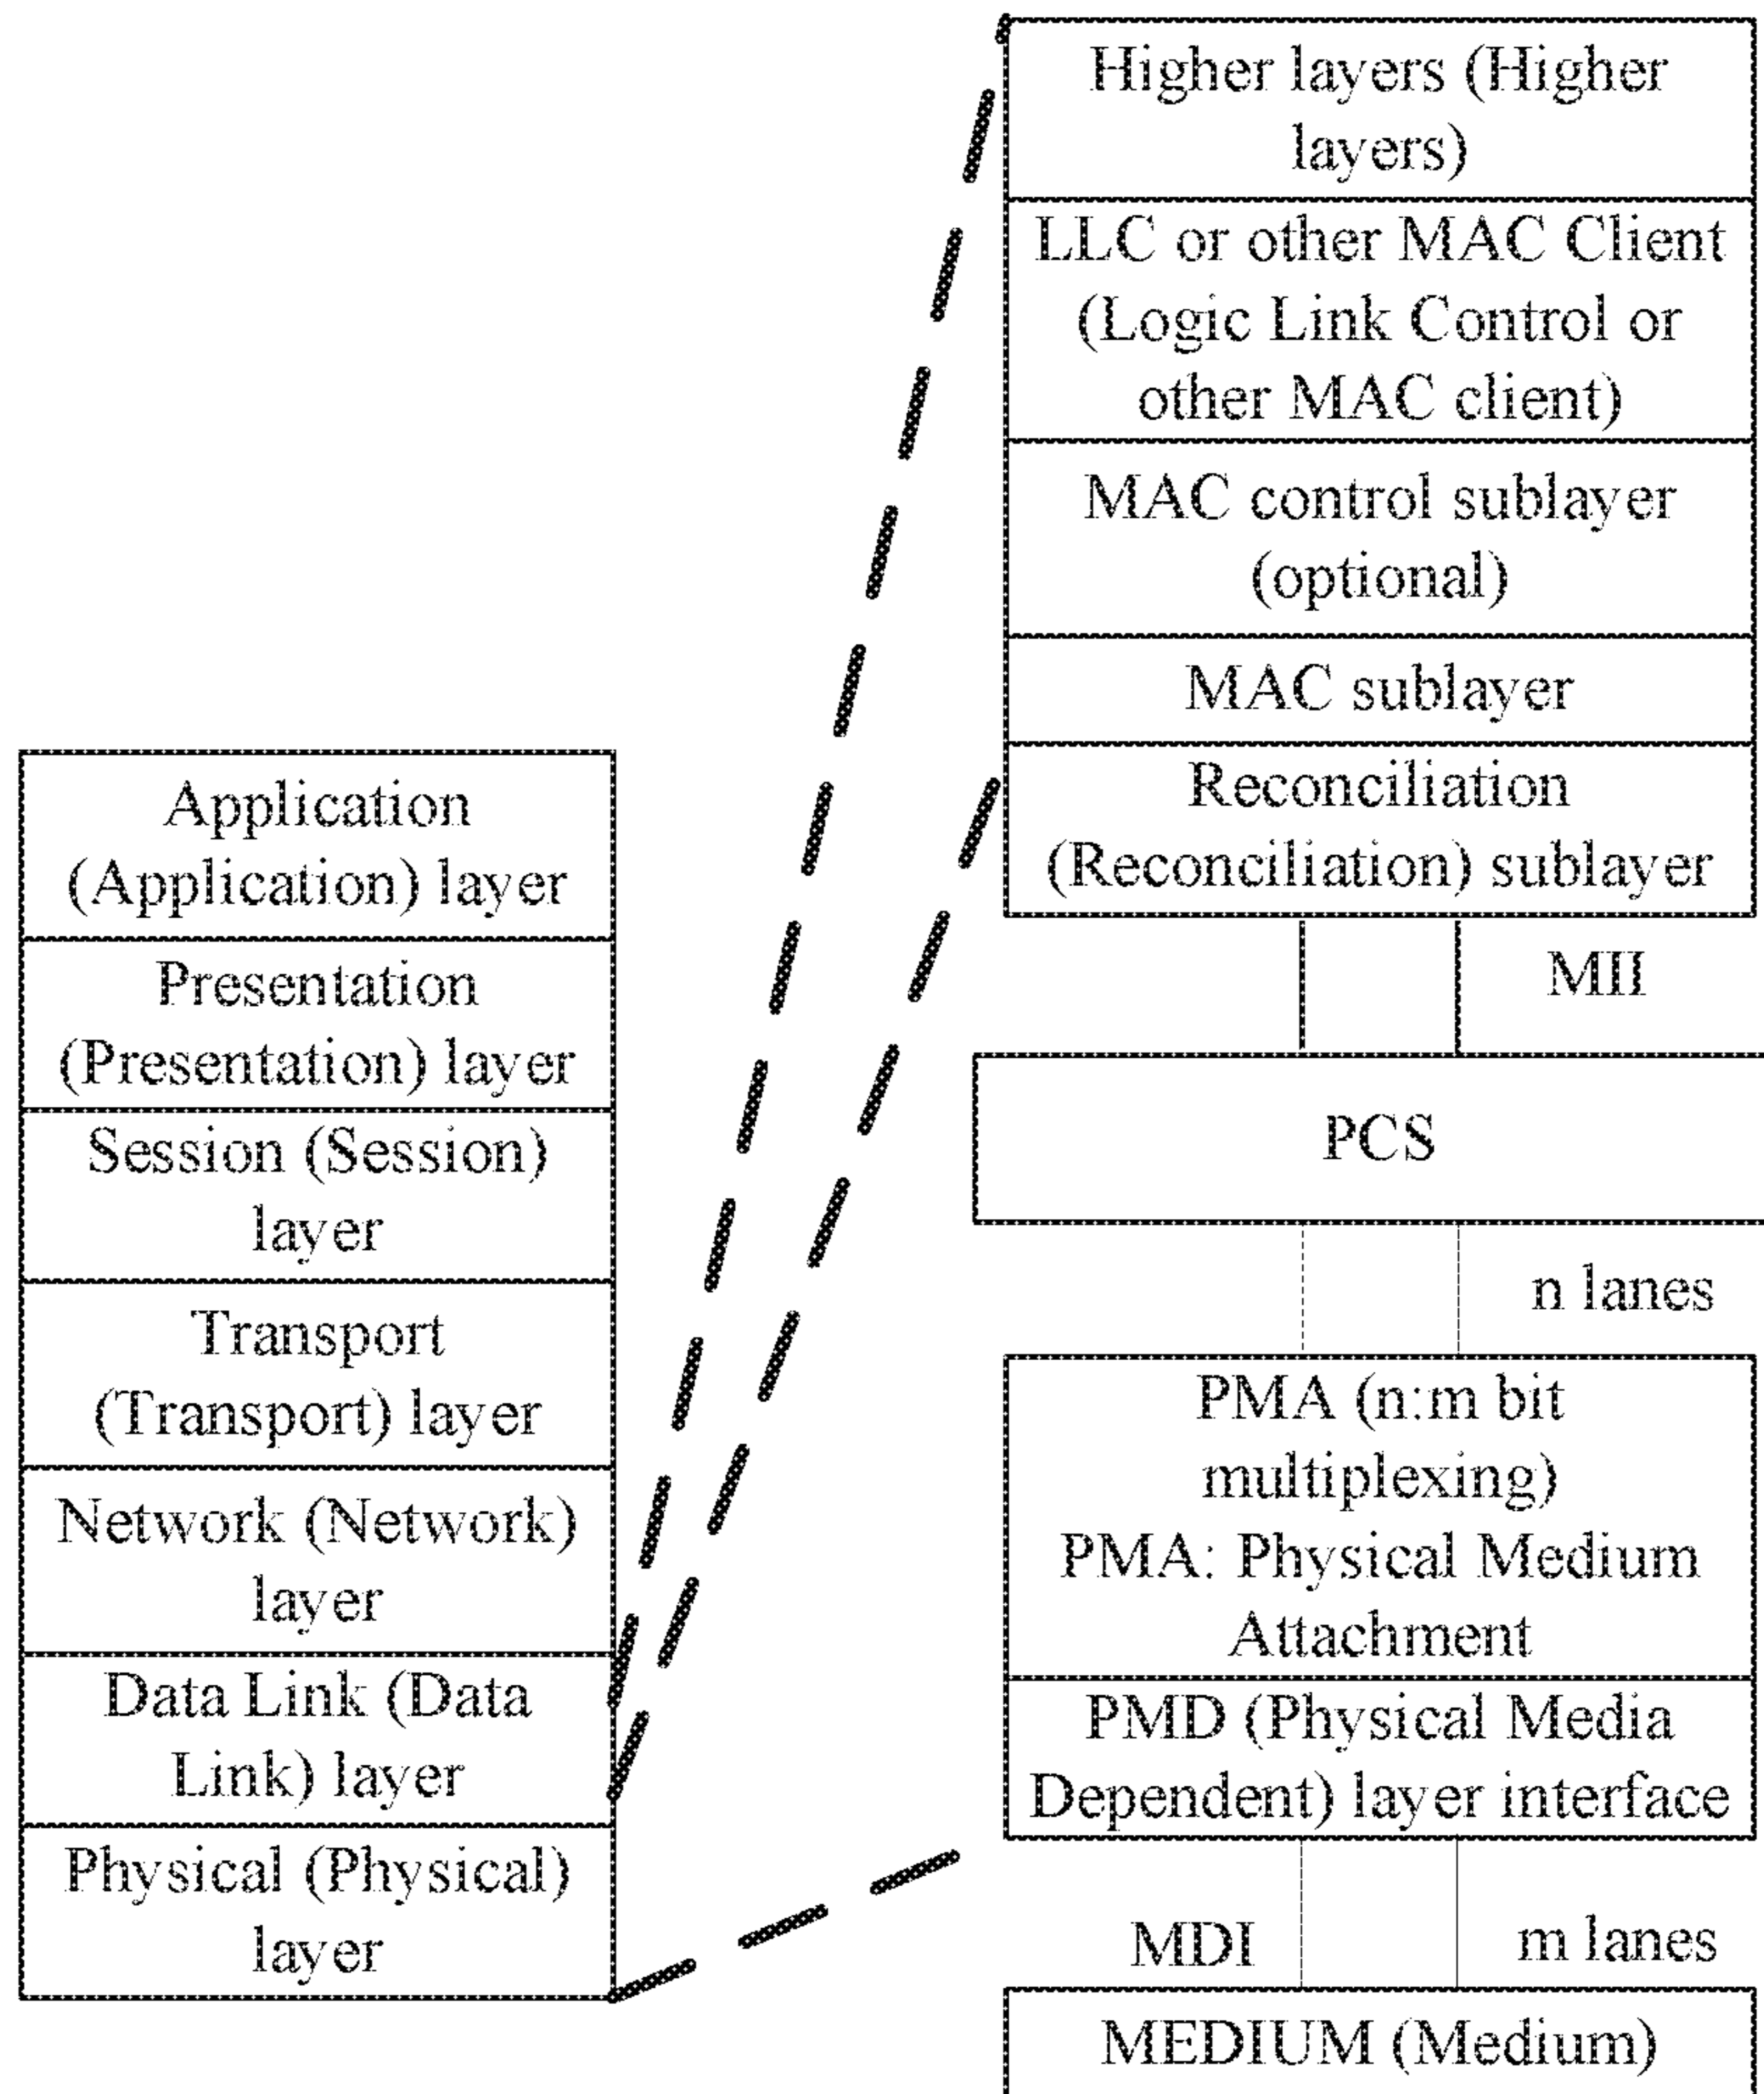 Application
(Application) layer
Presentation
(Presentation) layer
Session (Session)
layer
Transport
(Transport) layer
Network (Network)
layer
Data Link (Data
Link) layer
Physical (Physical)
layer
Higher layers (Higher
layers)
LLC or other MAC Client
(Logic Link Control or
other MAC client)
MAC control sublayer
(optional)
MAC sublayer
Reconciliation
(Reconciliation) sublayer
MII
PCS
n lanes
PMA (n:m bit
multiplexing)
PMA: Physical Medium
Attachment
PMD (Physical Media
Dependent) layer interface
MDI
m lanes
MEDIUM (Medium)